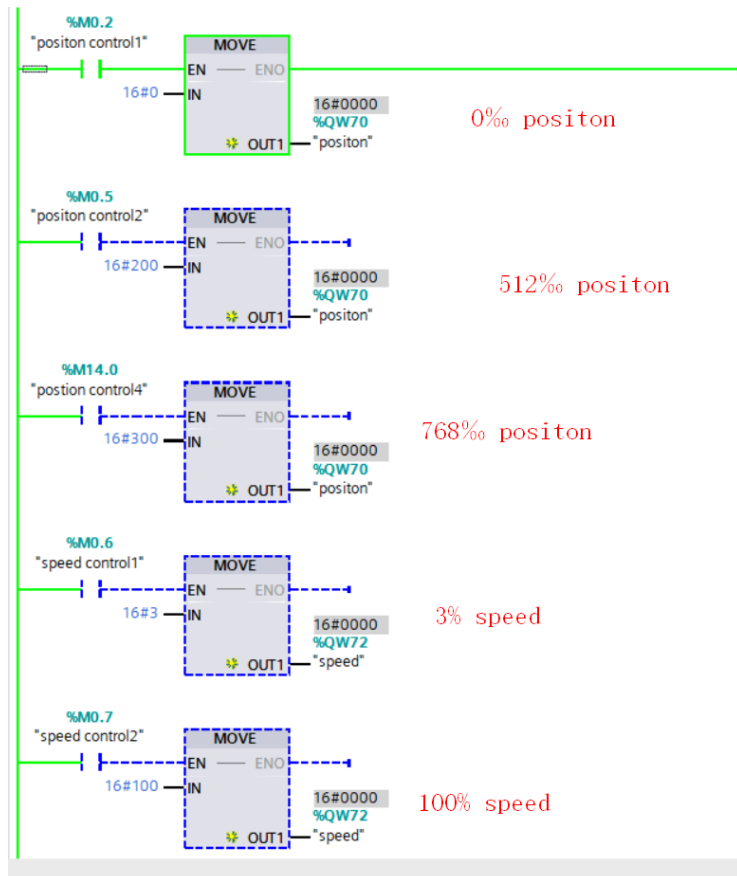 %M0.2
"positon control1"
MOVE
EN
ENO
16#0
IN
16#0000
%QW70
OUT1
"positon"
0‰ positon
%M0.5
"positon control2"
MOVE
EN
ENO
16#200
IN
16#0000
%QW70
OUT1
"positon"
512‰ positon
%M14.0
"postion control4"
MOVE
EN
ENO
16#300
IN
16#0000
%QW70
OUT1
"positon"
768‰ positon
%M0.6
"speed control1"
MOVE
EN
ENO
16#3
IN
16#0000
%QW72
OUT1
"speed"
3% speed
%M0.7
"speed control2"
MOVE
EN
ENO
16#100
IN
16#0000
%QW72
OUT1
"speed"
100% speed